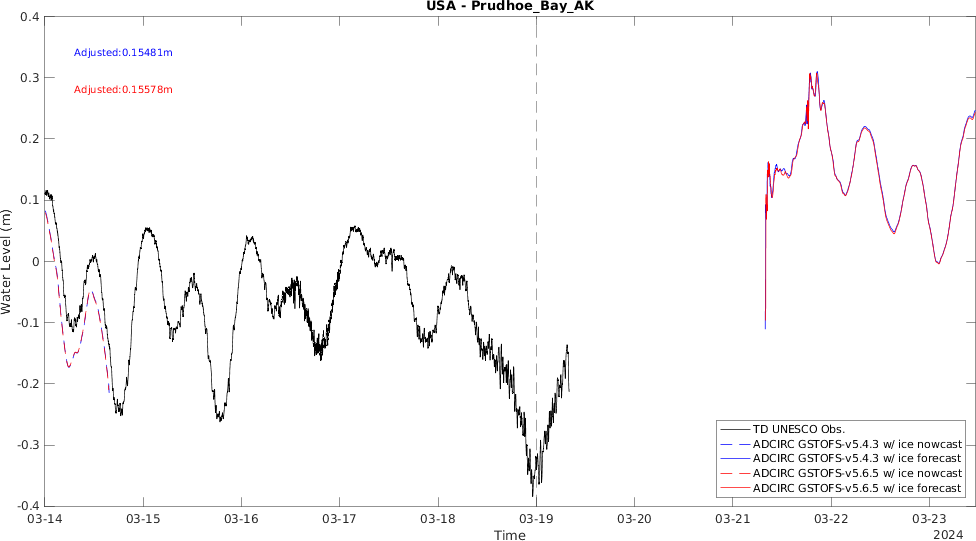 USA - Prudhoe_Bay_AK
0.4
0.3
0.2
0.1
0
-0.1
-0.2
-0.3
-0.4
Water Level (m)
Adjusted:0.15481m
Adjusted:0.15578m
TD UNESCO Obs.
ADCIRC GSTOFS-v5.4.3 w/ ice nowcast
ADCIRC GSTOFS-v5.4.3 w/ ice forecast
ADCIRC GSTOFS-v5.6.5 w/ ice nowcast
ADCIRC GSTOFS-v5.6.5 w/ ice forecast
03-14 03-15 03-16 03-17 03-18 03-19 03-20 03-21 03-22 03-23
2024
Time